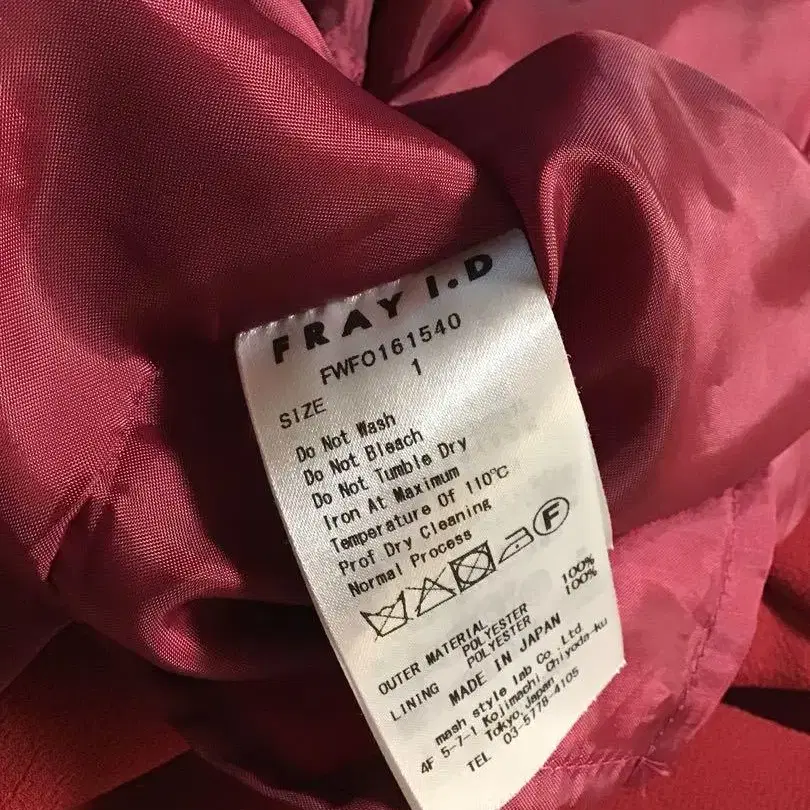 FRAY I.D
FWFO161540
SIZE 1
Do Not Wash
Do Not Bleach
Do Not Tumble Dry
Iron At Maximum
Temperature Of 110℃
Prof Dry Cleaning
Normal Process
F
OUTER MATERIAL
POLYESTER 100%
LINING POLYESTER 100%
MADE IN JAPAN
mash style lab Co., Ltd
4F 5-7-1 Kojimachi, Chiyoda-ku
Tokyo, Japan
TEL 03-5778-4105